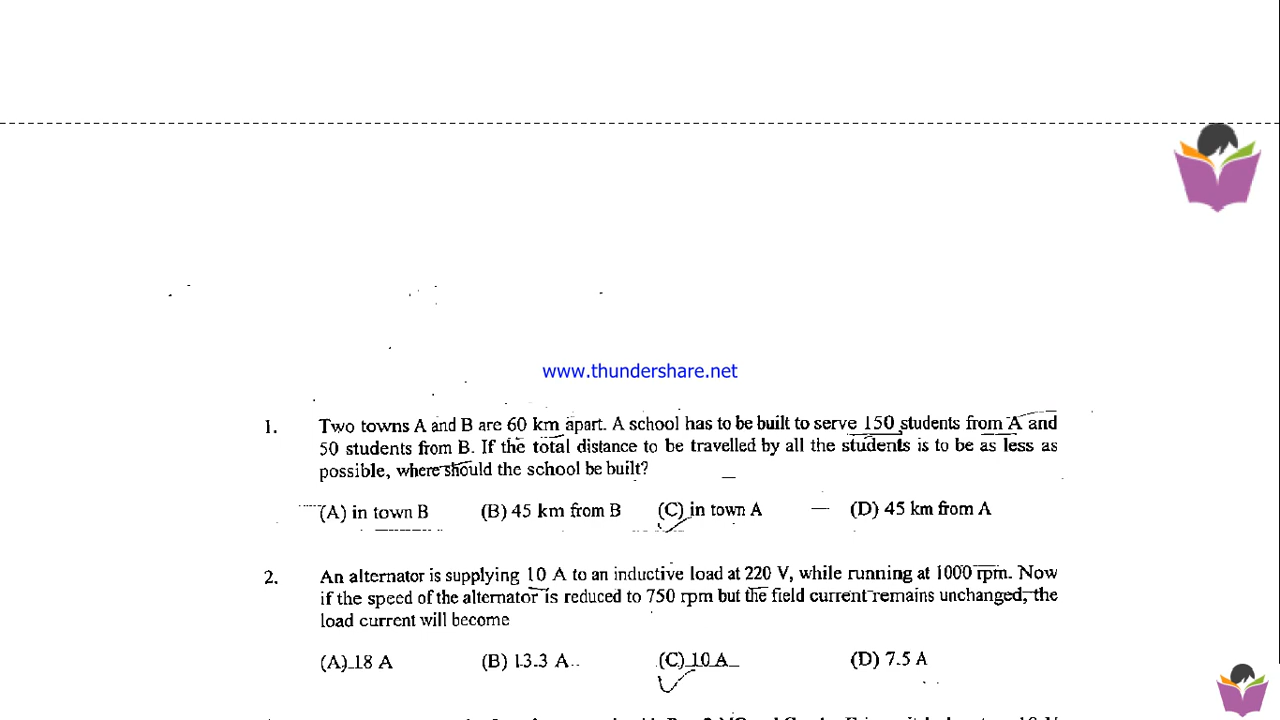 www.thundershare.net
1. Two towns A and B are 60 km apart. A school has to be built to serve 150 students from A and
50 students from B. If the total distance to be travelled by all the students is to be as less as
possible, where should the school be built?
(A) in town B (B) 45 km from B (C) in town A (D) 45 km from A
2. An alternator is supplying 10 A to an inductive load at 220 V, while running at 1000 rpm. Now
if the speed of the alternator is reduced to 750 rpm but the field current remains unchanged, the
load current will become
(A) 18 A (B) 13.3 A (C) 10 A (D) 7.5 A